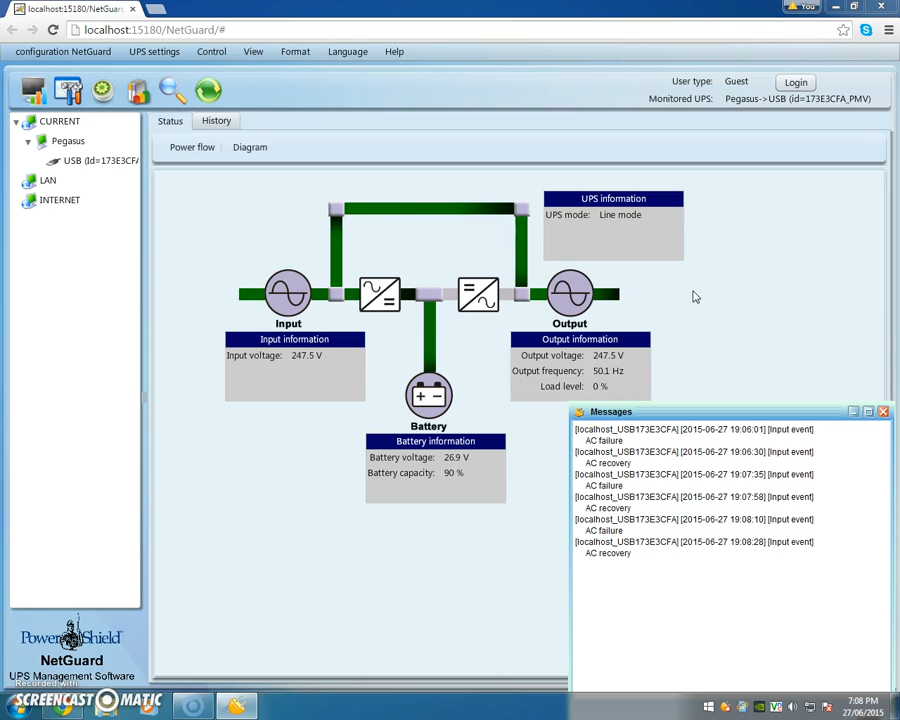 localhost:15180/NetGuard
You
localhost:15180/NetGuard/#
configuration NetGuard UPS settings Control View Format Language Help
User type: Guest Login
Monitored UPS: Pegasus->USB (id=173E3CFA_PMV)
CURRENT
Pegasus
USB (Id=173E3CFA
LAN
INTERNET
Status History
Power flow Diagram
UPS information
UPS mode: Line mode
Input
Input information
Input voltage: 247.5 V
Output
Output information
Output voltage: 247.5 V
Output frequency: 50.1 Hz
Load level: 0 %
Battery
Battery information
Battery voltage: 26.9 V
Battery capacity: 90 %
Messages
[localhost_USB173E3CFA] [2015-06-27 19:06:01] [Input event]
AC failure
[localhost_USB173E3CFA] [2015-06-27 19:06:30] [Input event]
AC recovery
[localhost_USB173E3CFA] [2015-06-27 19:07:35] [Input event]
AC failure
[localhost_USB173E3CFA] [2015-06-27 19:07:58] [Input event]
AC recovery
[localhost_USB173E3CFA] [2015-06-27 19:08:10] [Input event]
AC failure
[localhost_USB173E3CFA] [2015-06-27 19:08:28] [Input event]
AC recovery
PowerShield
NetGuard
UPS Management Software
Recorded with
SCREENCAST MATIC
7:08 PM
27/06/2015